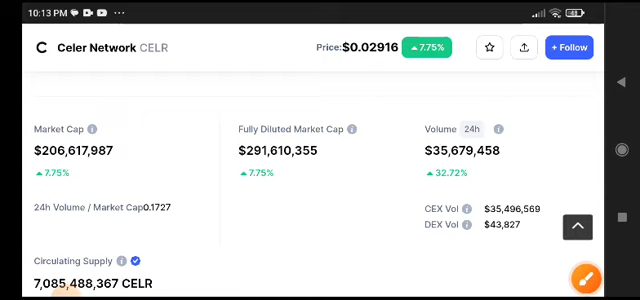 10:13 PM
Celer Network CELR
Price:$0.02916 7.75%
+ Follow
Market Cap
$206,617,987
7.75%
24h Volume / Market Cap0.1727
Fully Diluted Market Cap
$291,610,355
7.75%
Volume 24h
$35,679,458
32.72%
CEX Vol $35,496,569
DEX Vol $43,827
Circulating Supply
7,085,488,367 CELR